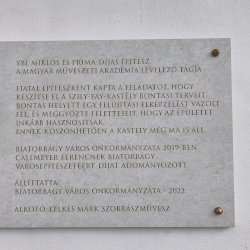 YBL MIKLÓS ÉS PRIMA-DÍJAS ÉPÍTÉSZ,
A MAGYAR MŰVÉSZETI AKADÉMIA LEVELEZŐ TAGJA.
FIATAL ÉPÍTÉSZKÉNT KAPTA A FELADATOT, HOGY
KÉSZÍTSE EL A SZILY-FÁY-KASTÉLY BONTÁSI TERVEIT.
BONTÁS HELYETT EGY FELÚJÍTÁSI ELKÉPZELÉST VÁZOLT
FEL, ÉS MEGGYŐZTE FELETTESEIT, HOGY AZ ÉPÜLETET
INKÁBB HASZNOSÍTSÁK.
ENNEK KÖSZÖNHETŐEN A KASTÉLY MÉG MA IS ÁLL.
BIATORBÁGY VÁROS ÖNKORMÁNYZATA 2019-BEN
CALLMEYER FERENCNEK BIATORBÁGY
VÁROSÉPÍTÉSZETÉÉRT DÍJAT ADOMÁNYOZOTT.
ÁLLÍTTATTA:
BIATORBÁGY VÁROS ÖNKORMÁNYZATA – 2022
ALKOTÓ: LELKES MÁRK SZOBRÁSZMŰVÉSZ